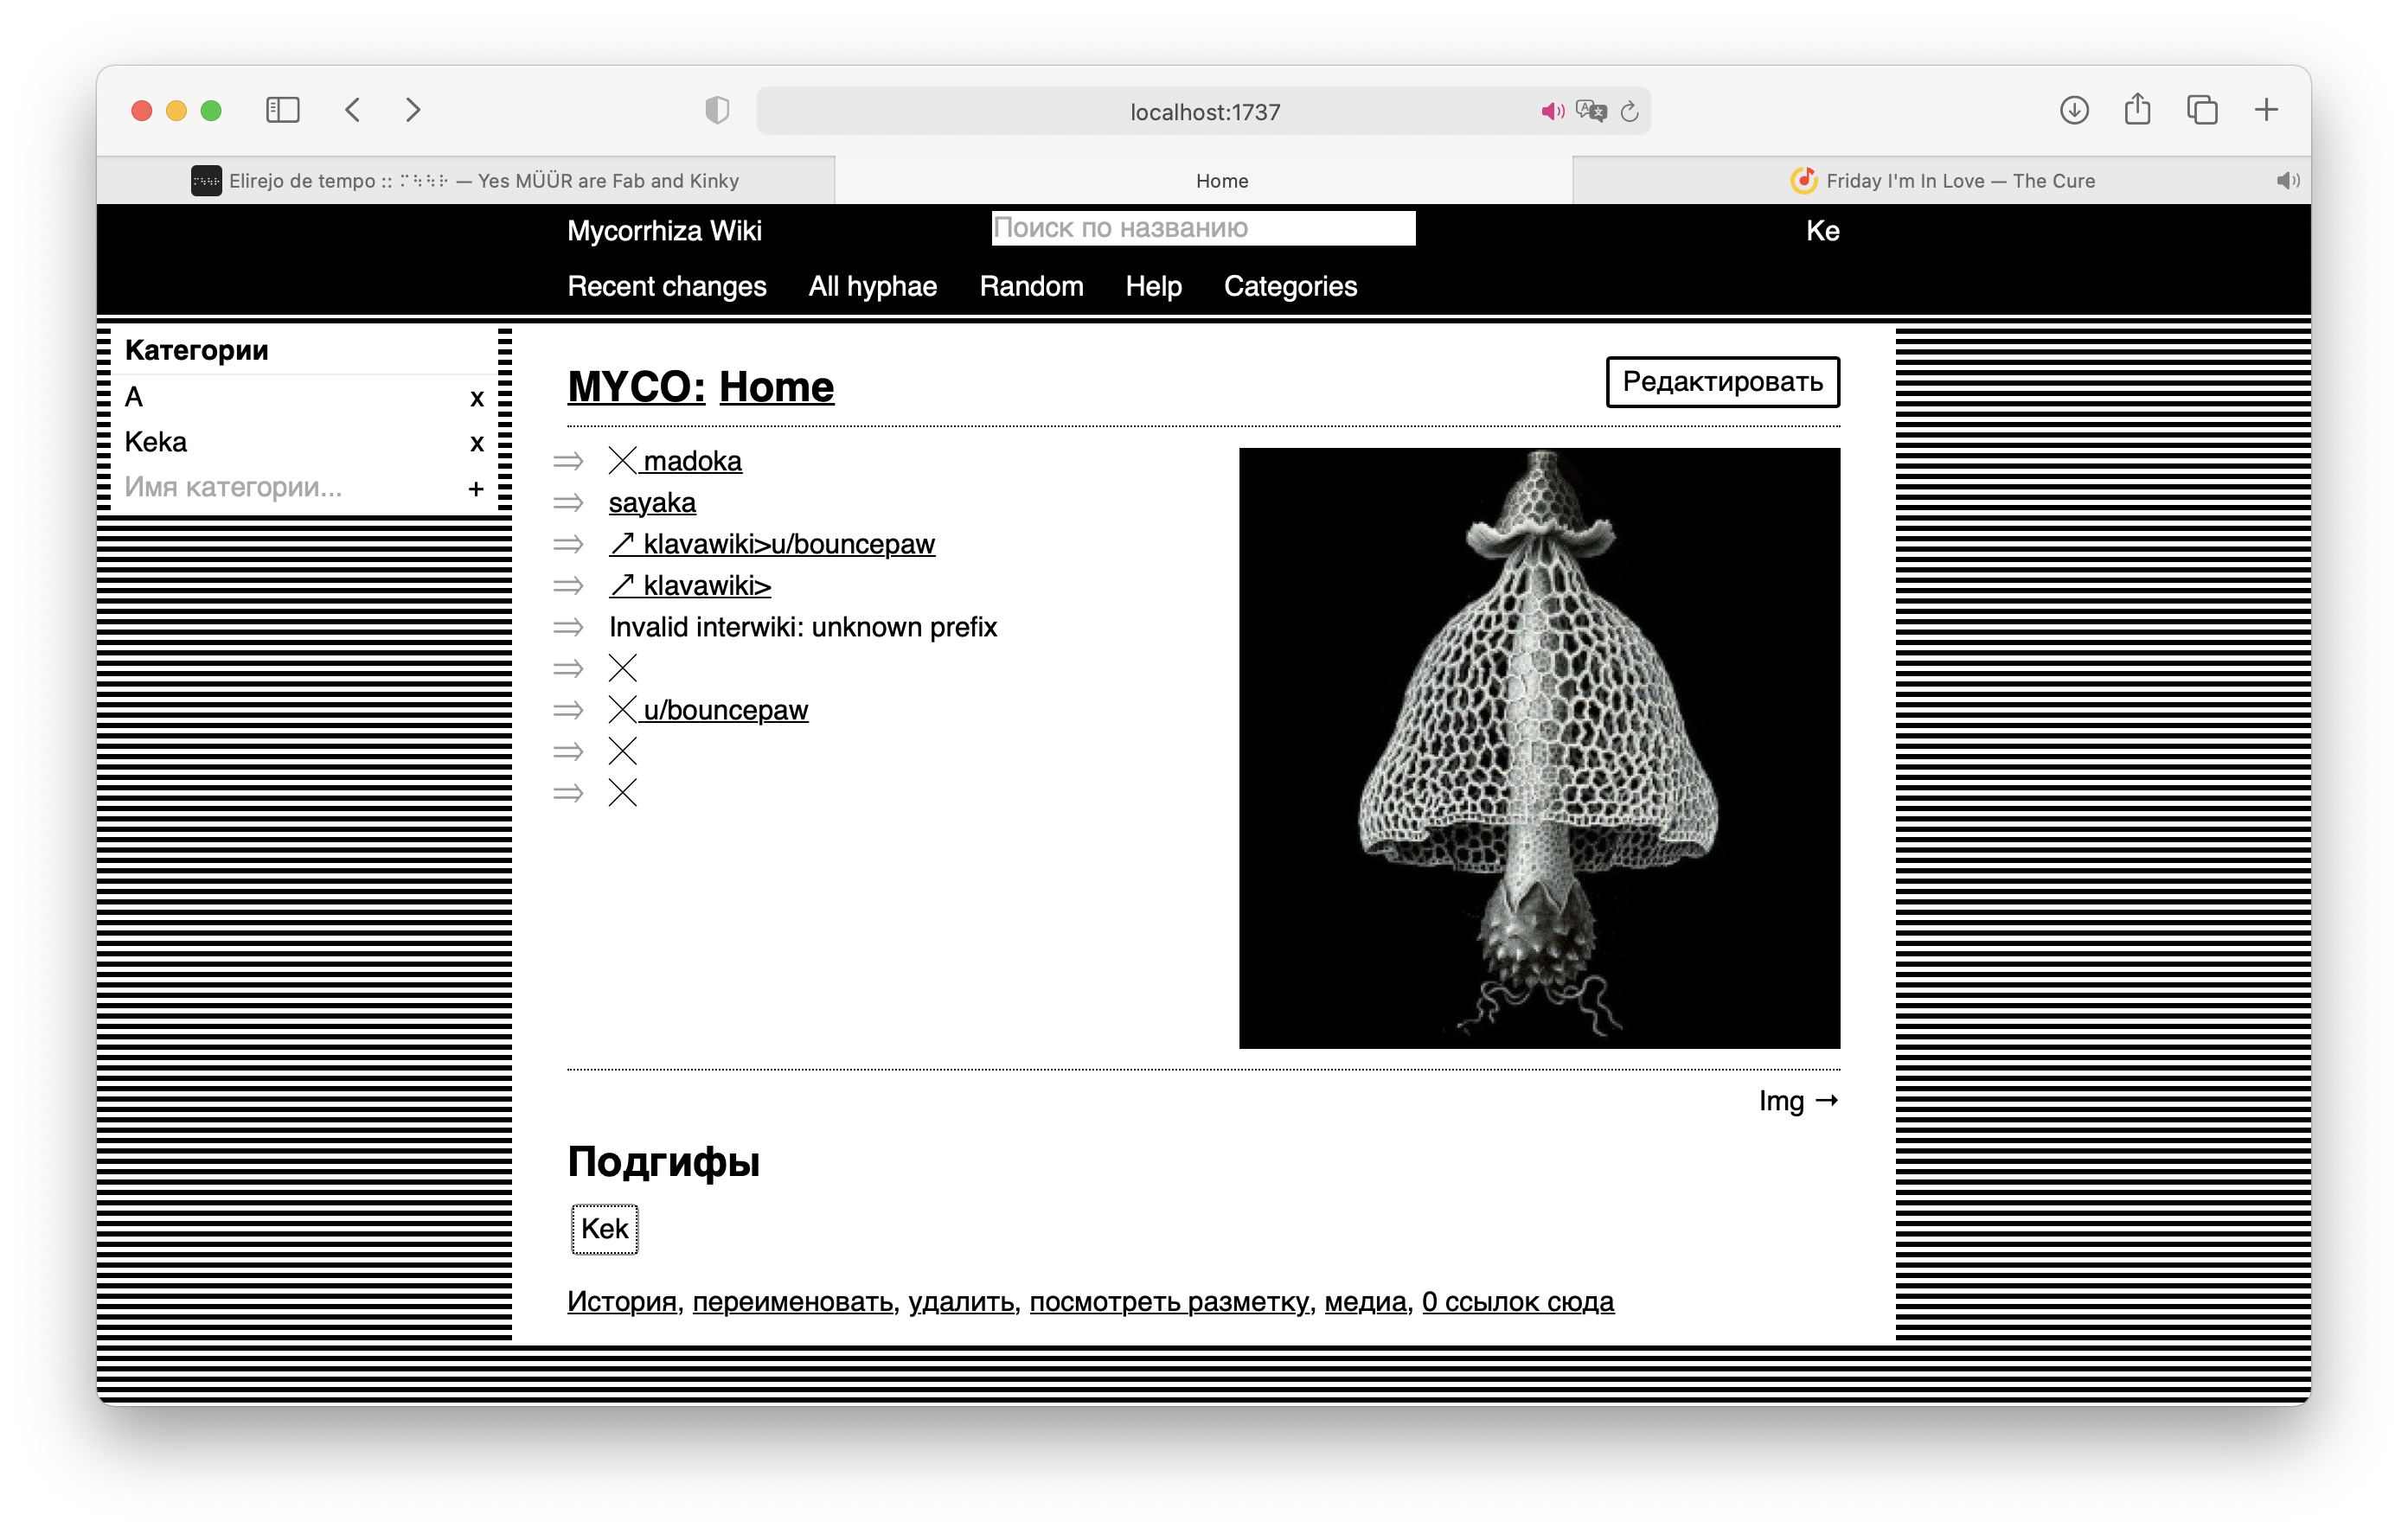 localhost:1737
Elirejo de tempo :: ⠍⠳⠳⠗ — Yes MÜÜR are Fab and Kinky
Home
Friday I'm In Love — The Cure
Mycorrhiza Wiki
Поиск по названию
Ke
Recent changes All hyphae Random Help Categories
Категории
A x
Keka x
Имя категории... +
MYCO: Home
Редактировать
⇒ madoka
⇒ sayaka
⇒ ↗ klavawiki>u/bouncepaw
⇒ ↗ klavawiki>
⇒ Invalid interwiki: unknown prefix
⇒
⇒ u/bouncepaw
⇒
⇒
Img →
Подгифы
Kek
История, переименовать, удалить, посмотреть разметку, медиа, 0 ссылок сюда